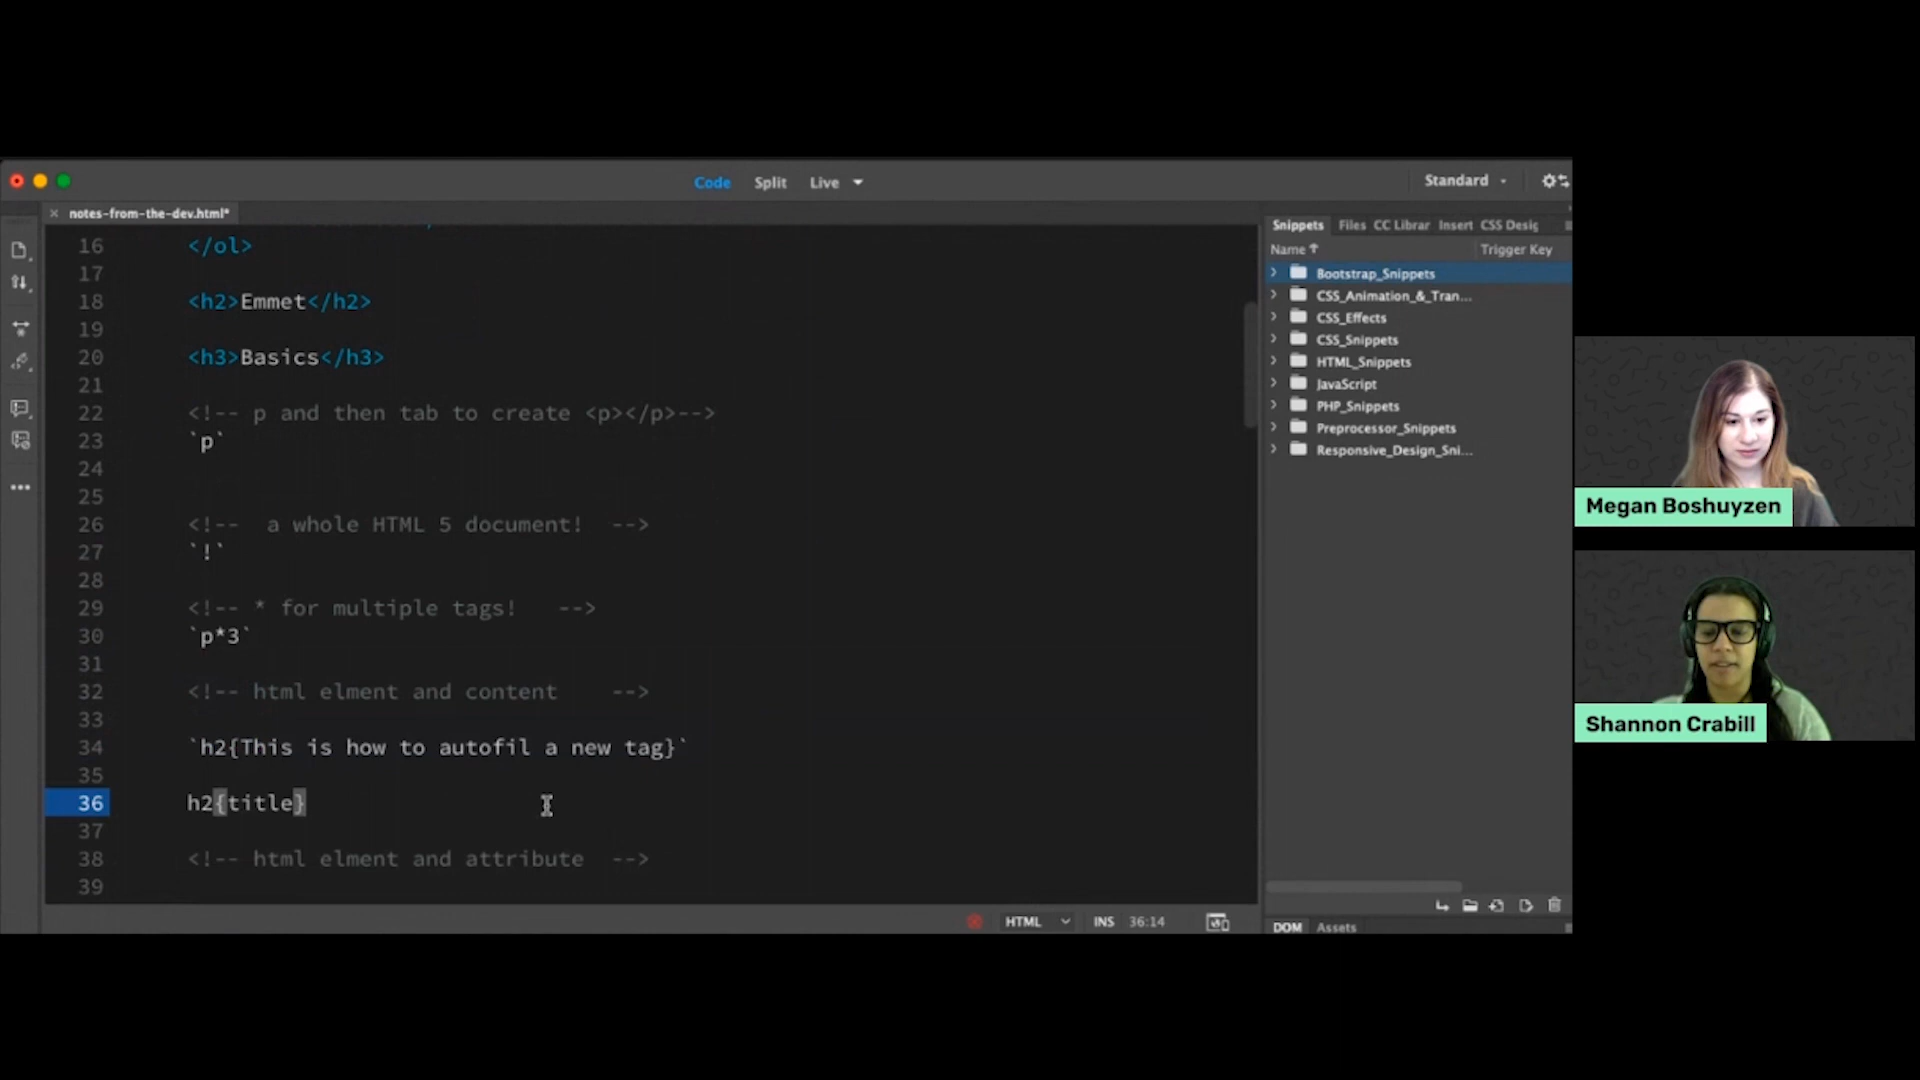 Code Split Live
Standard
notes-from-the-dev.html*
16 </ol>
17
18 <h2>Emmet</h2>
19
20 <h3>Basics</h3>
21
22 <!-- p and then tab to create <p></p>-->
23 `p`
24
25
26 <!-- a whole HTML 5 document! -->
27 `!`
28
29 <!-- * for multiple tags! -->
30 `p*3`
31
32 <!-- html elment and content -->
33
34 `h2{This is how to autofil a new tag}`
35
36 h2{title}
37
38 <!-- html elment and attribute -->
39
HTML INS 36:14
Snippets Files CC Librar Insert CSS Desig
Name Trigger Key
Bootstrap_Snippets
CSS_Animation_&_Tran...
CSS_Effects
CSS_Snippets
HTML_Snippets
JavaScript
PHP_Snippets
Preprocessor_Snippets
Responsive_Design_Sni...
DOM Assets
Megan Boshuyzen
Shannon Crabill